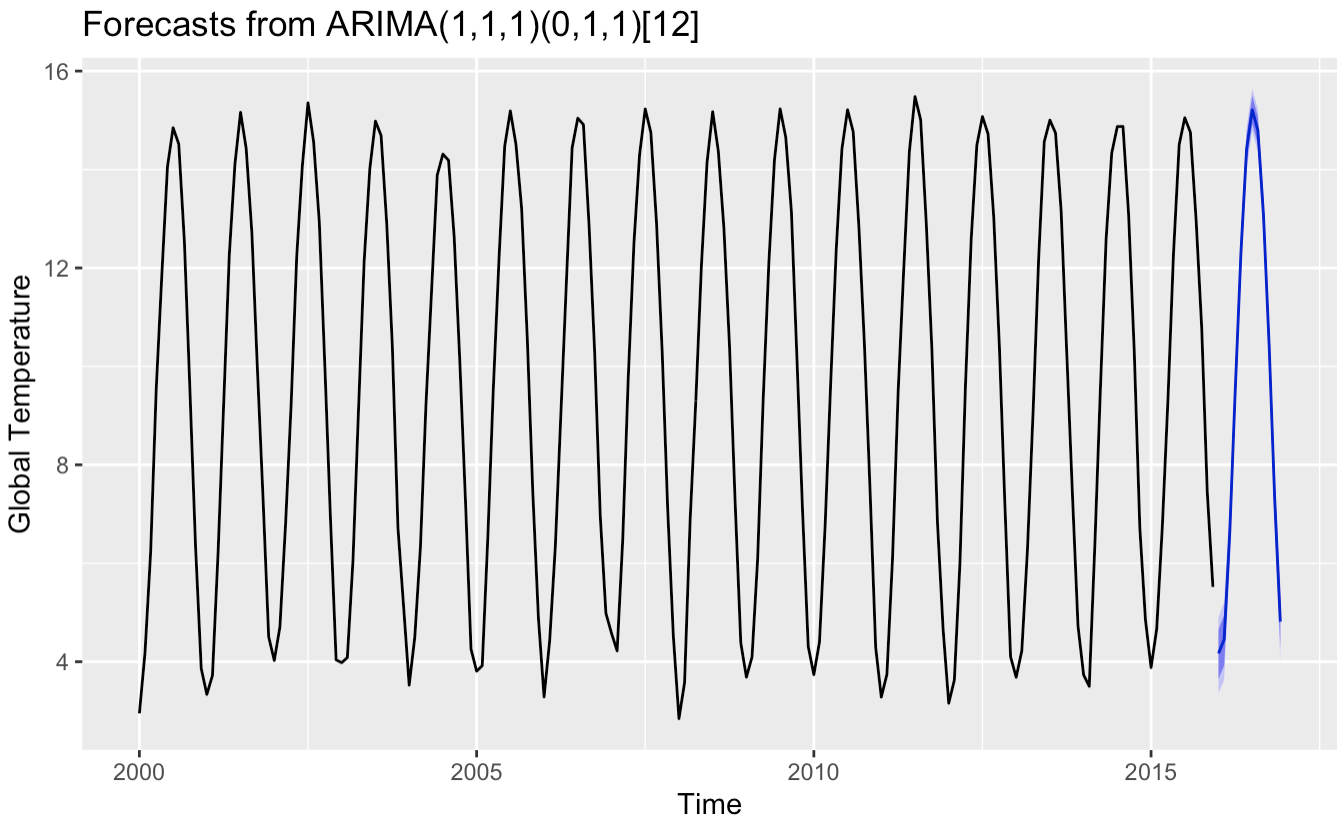 Forecasts from ARIMA(1,1,1)(0,1,1)[12]
16
12
8
4
Global Temperature
2000
2005
2010
2015
Time